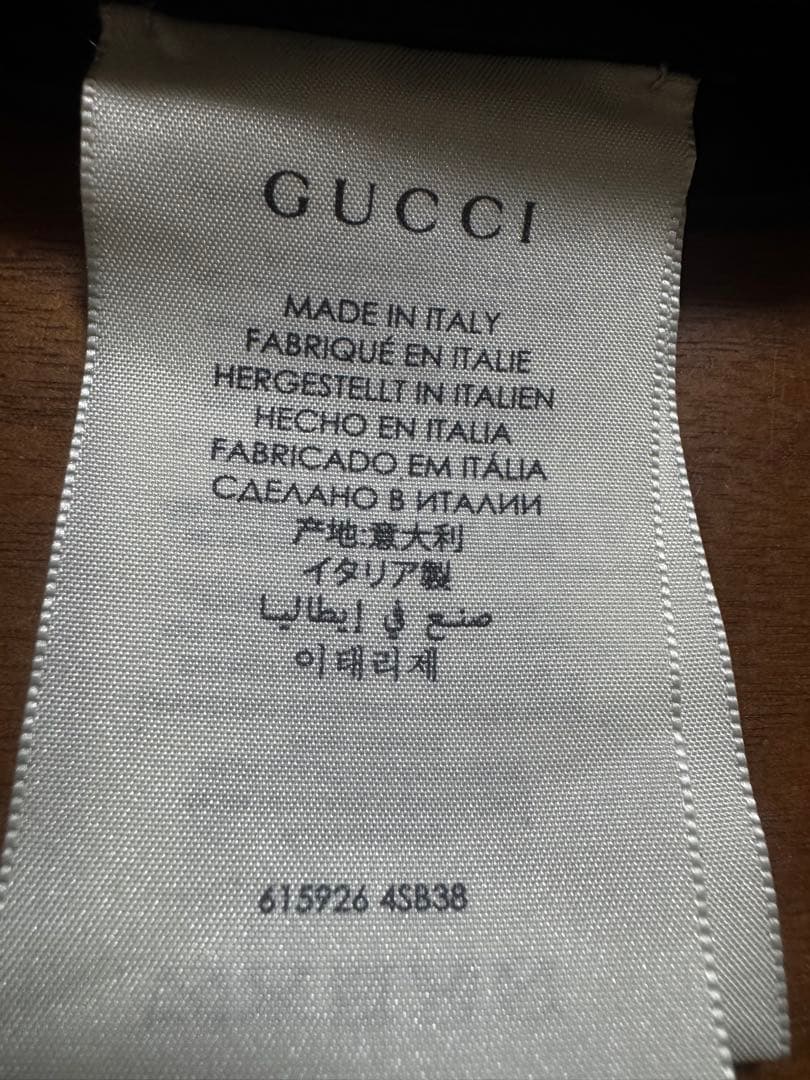 GUCCI
MADE IN ITALY
FABRIQUÉ EN ITALIE
HERGESTELLT IN ITALIEN
HECHO EN ITALIA
FABRICADO EM ITÁLIA
СДЕЛАНО В ИТАЛИИ
产地:意大利
イタリア製
صنع في إيطاليا
이태리제
615926 4SB38